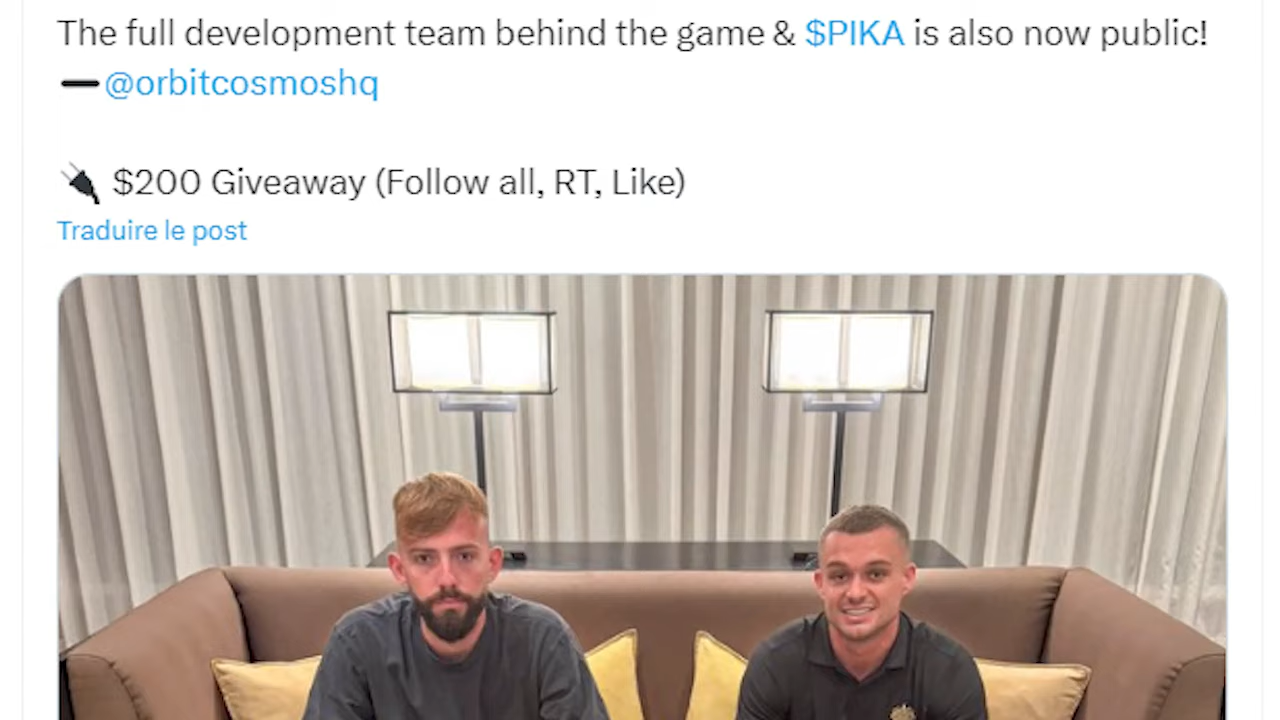 The full development team behind the game & $PIKA is also now public!
➖@orbitcosmoshq
🔌 $200 Giveaway (Follow all, RT, Like)
Traduire le post